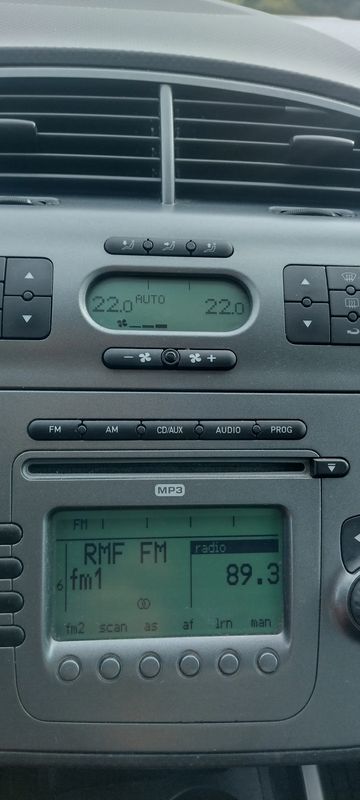 22.0 AUTO 22.0
- +
FM AM CD/AUX AUDIO PROG
MP3
FM
RMF FM radio
6 fm1 89.3
fm2 scan as af lrn man